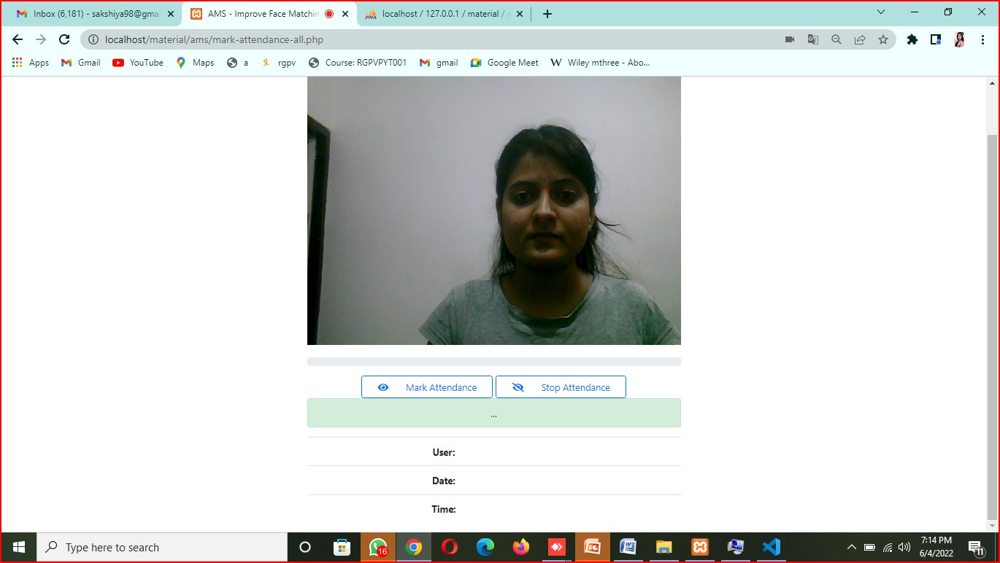 Inbox (6,181) - sakshiya98@gmai
AMS - Improve Face Matchin
PMA localhost / 127.0.0.1 / material / a
localhost/material/ams/mark-attendance-all.php
Apps Gmail YouTube Maps a rgpv Course: RGPVPYT001 gmail Google Meet W Wiley mthree - Abo...
Mark Attendance Stop Attendance
...
User:
Date:
Time:
Type here to search
16
7:14 PM
6/4/2022
11